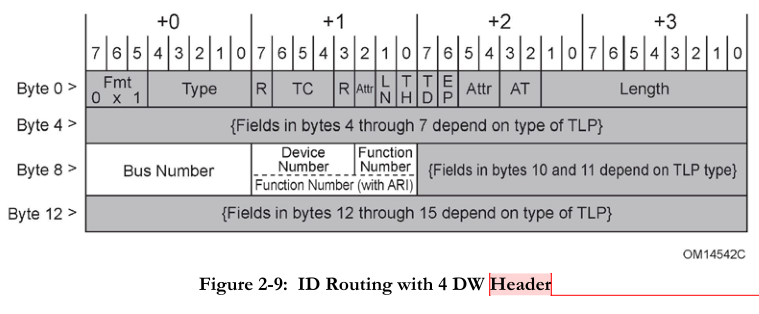 +0 +1 +2 +3
7 6 5 4 3 2 1 0 7 6 5 4 3 2 1 0 7 6 5 4 3 2 1 0 7 6 5 4 3 2 1 0
Byte 0 > Fmt 0 x 1 Type R TC R Attr LN TH TD EP Attr AT Length
Byte 4 > {Fields in bytes 4 through 7 depend on type of TLP}
Byte 8 > Bus Number Device Number Function Number {Fields in bytes 10 and 11 depend on TLP type}
Function Number (with ARI)
Byte 12 > {Fields in bytes 12 through 15 depend on type of TLP}
OM14542C
Figure 2-9: ID Routing with 4 DW Header